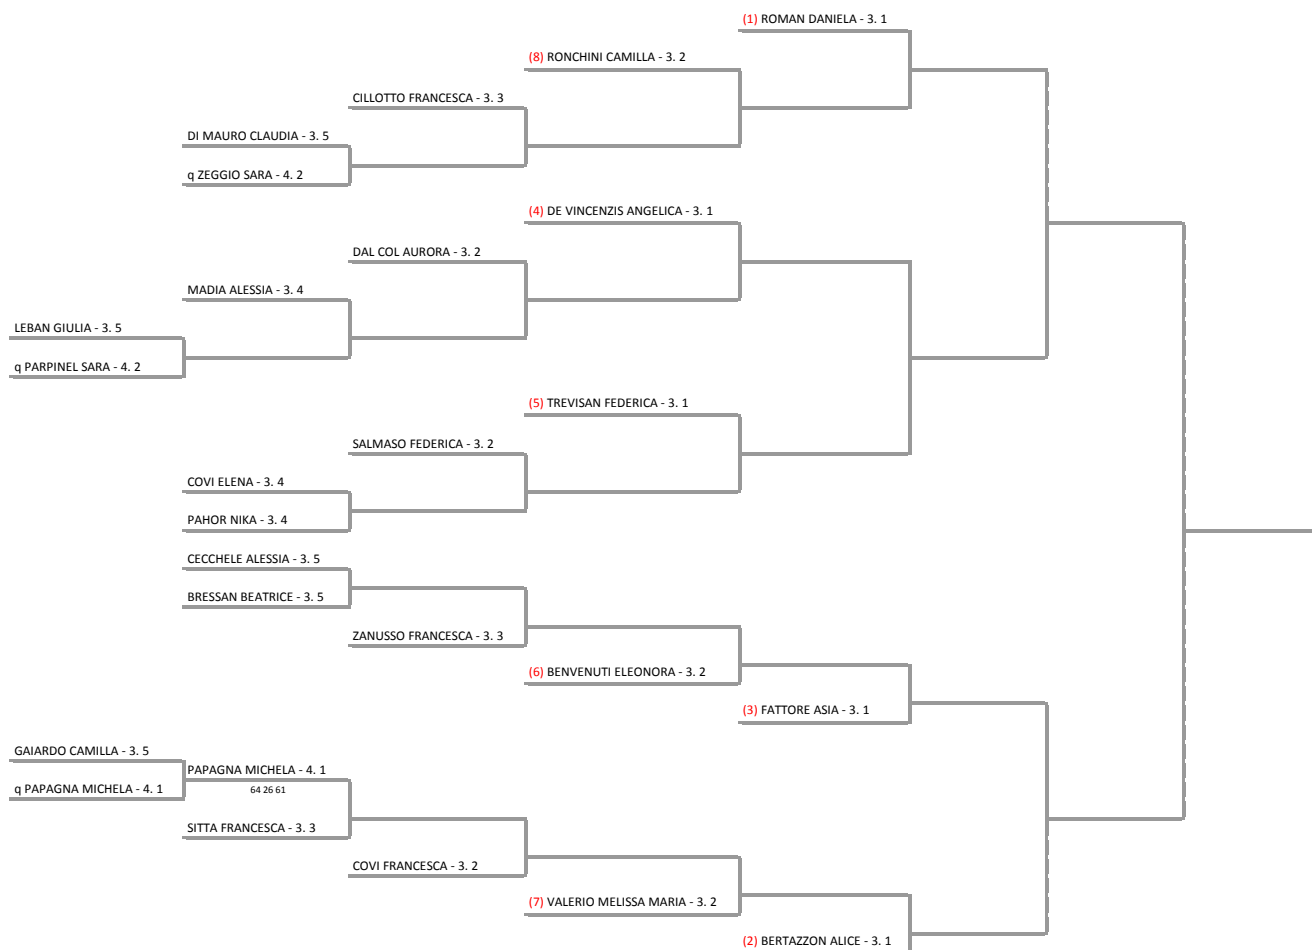 (1) ROMAN DANIELA - 3. 1
(8) RONCHINI CAMILLA - 3. 2
CILLOTTO FRANCESCA - 3. 3
DI MAURO CLAUDIA - 3. 5
q ZEGGIO SARA - 4. 2
(4) DE VINCENZIS ANGELICA - 3. 1
DAL COL AURORA - 3. 2
MADIA ALESSIA - 3. 4
LEBAN GIULIA - 3. 5
q PARPINEL SARA - 4. 2
(5) TREVISAN FEDERICA - 3. 1
SALMASO FEDERICA - 3. 2
COVI ELENA - 3. 4
PAHOR NIKA - 3. 4
CECCHELE ALESSIA - 3. 5
BRESSAN BEATRICE - 3. 5
ZANUSSO FRANCESCA - 3. 3
(6) BENVENUTI ELEONORA - 3. 2
(3) FATTORE ASIA - 3. 1
GAIARDO CAMILLA - 3. 5
PAPAGNA MICHELA - 4. 1
q PAPAGNA MICHELA - 4. 1
64 26 61
SITTA FRANCESCA - 3. 3
COVI FRANCESCA - 3. 2
(7) VALERIO MELISSA MARIA - 3. 2
(2) BERTAZZON ALICE - 3. 1